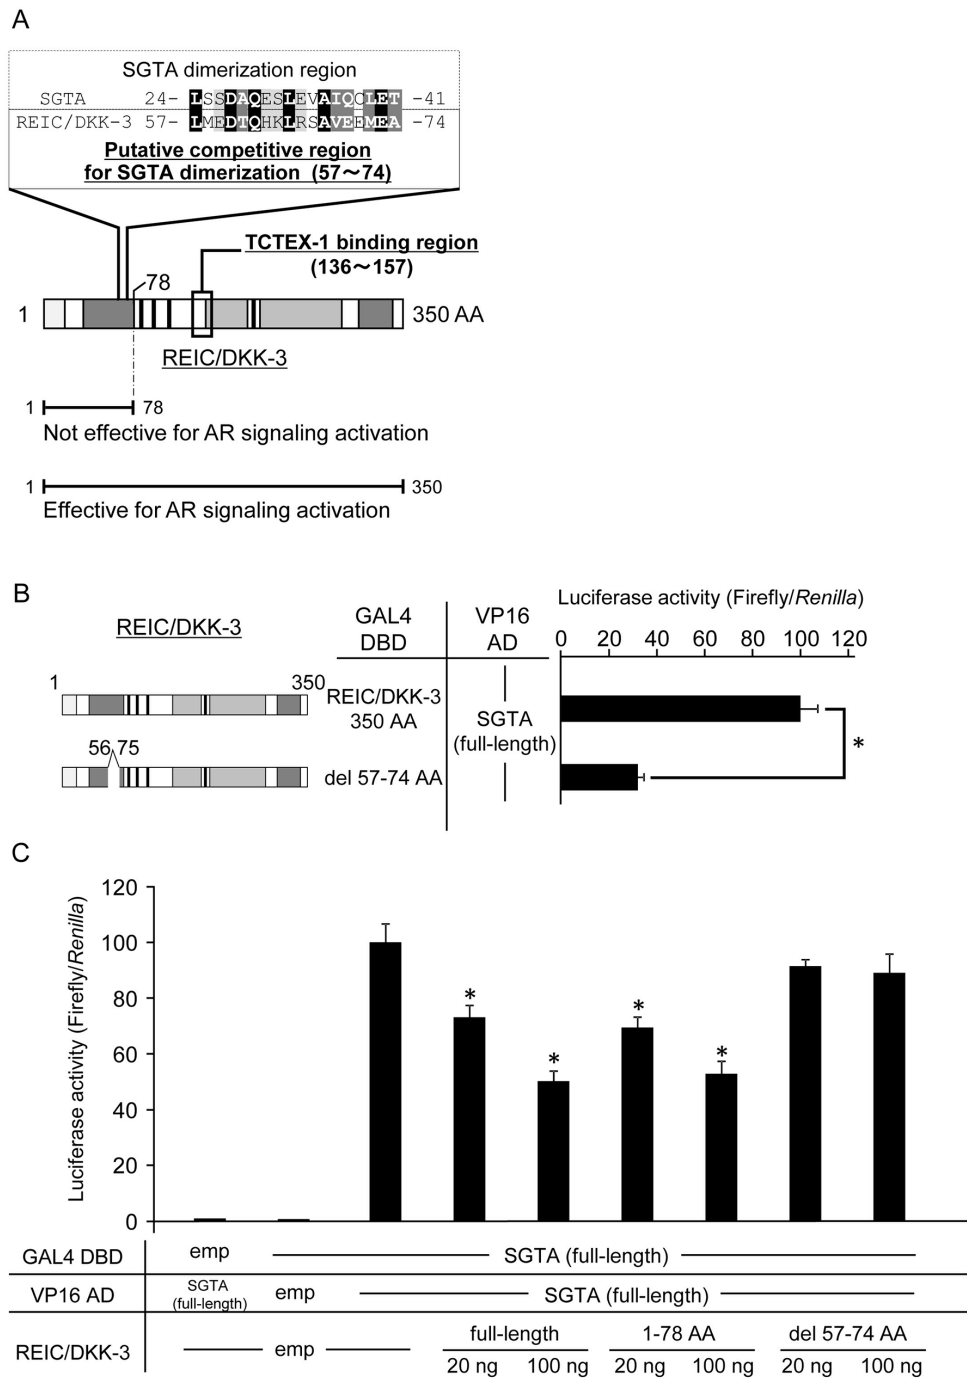 A
SGTA dimerization region
SGTA 24- LSSDAQESLEVAIQCLET -41
REIC/DKK-3 57- LMEDTQHKLRSAVEEMEA -74
Putative competitive region
for SGTA dimerization (57～74)
TCTEX-1 binding region
(136～157)
78
1 350 AA
REIC/DKK-3
1 78
Not effective for AR signaling activation
1 350
Effective for AR signaling activation
B
Luciferase activity (Firefly/Renilla)
REIC/DKK-3
GAL4
DBD
VP16
AD
0 20 40 60 80 100 120
1 350
REIC/DKK-3
350 AA
SGTA
(full-length)
*
56 75
del 57-74 AA
C
Luciferase activity (Firefly/Renilla)
120
100
80
60
40
20
0
* * * *
GAL4 DBD emp SGTA (full-length)
VP16 AD SGTA
(full-length) emp SGTA (full-length)
REIC/DKK-3 emp full-length 1-78 AA del 57-74 AA
20 ng 100 ng 20 ng 100 ng 20 ng 100 ng